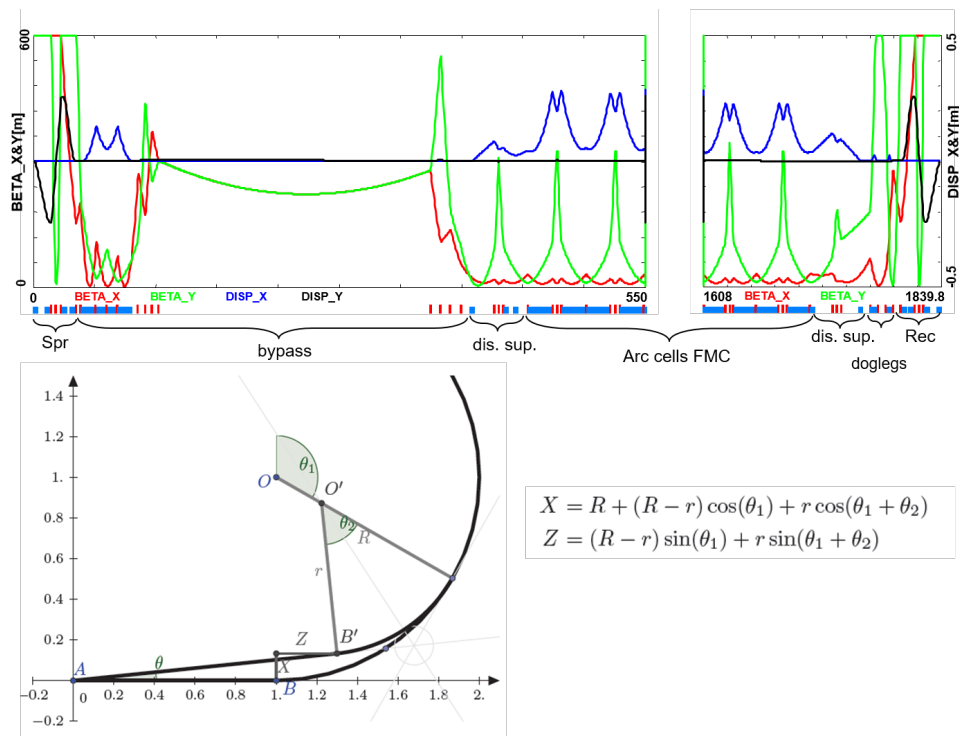 600
BETA_X&Y[m]
0
0
BETA_X
BETA_Y
DISP_X
DISP_Y
550
1608
BETA_X
BETA_Y
1839.8
0.5
DISP_X&Y[m]
-0.5
Spr
bypass
dis. sup.
Arc cells FMC
dis. sup.
doglegs
Rec
1.4
1.2
1.
0.8
0.6
0.4
0.2
−0.2
−0.2
0
0.2
0.4
0.6
0.8
1.
1.2
1.4
1.6
1.8
2.
O
θ₁
O′
θ₂
R
r
Z
B′
X
B
A
θ
X = R + (R − r) cos(θ₁) + r cos(θ₁ + θ₂)
Z = (R − r) sin(θ₁) + r sin(θ₁ + θ₂)